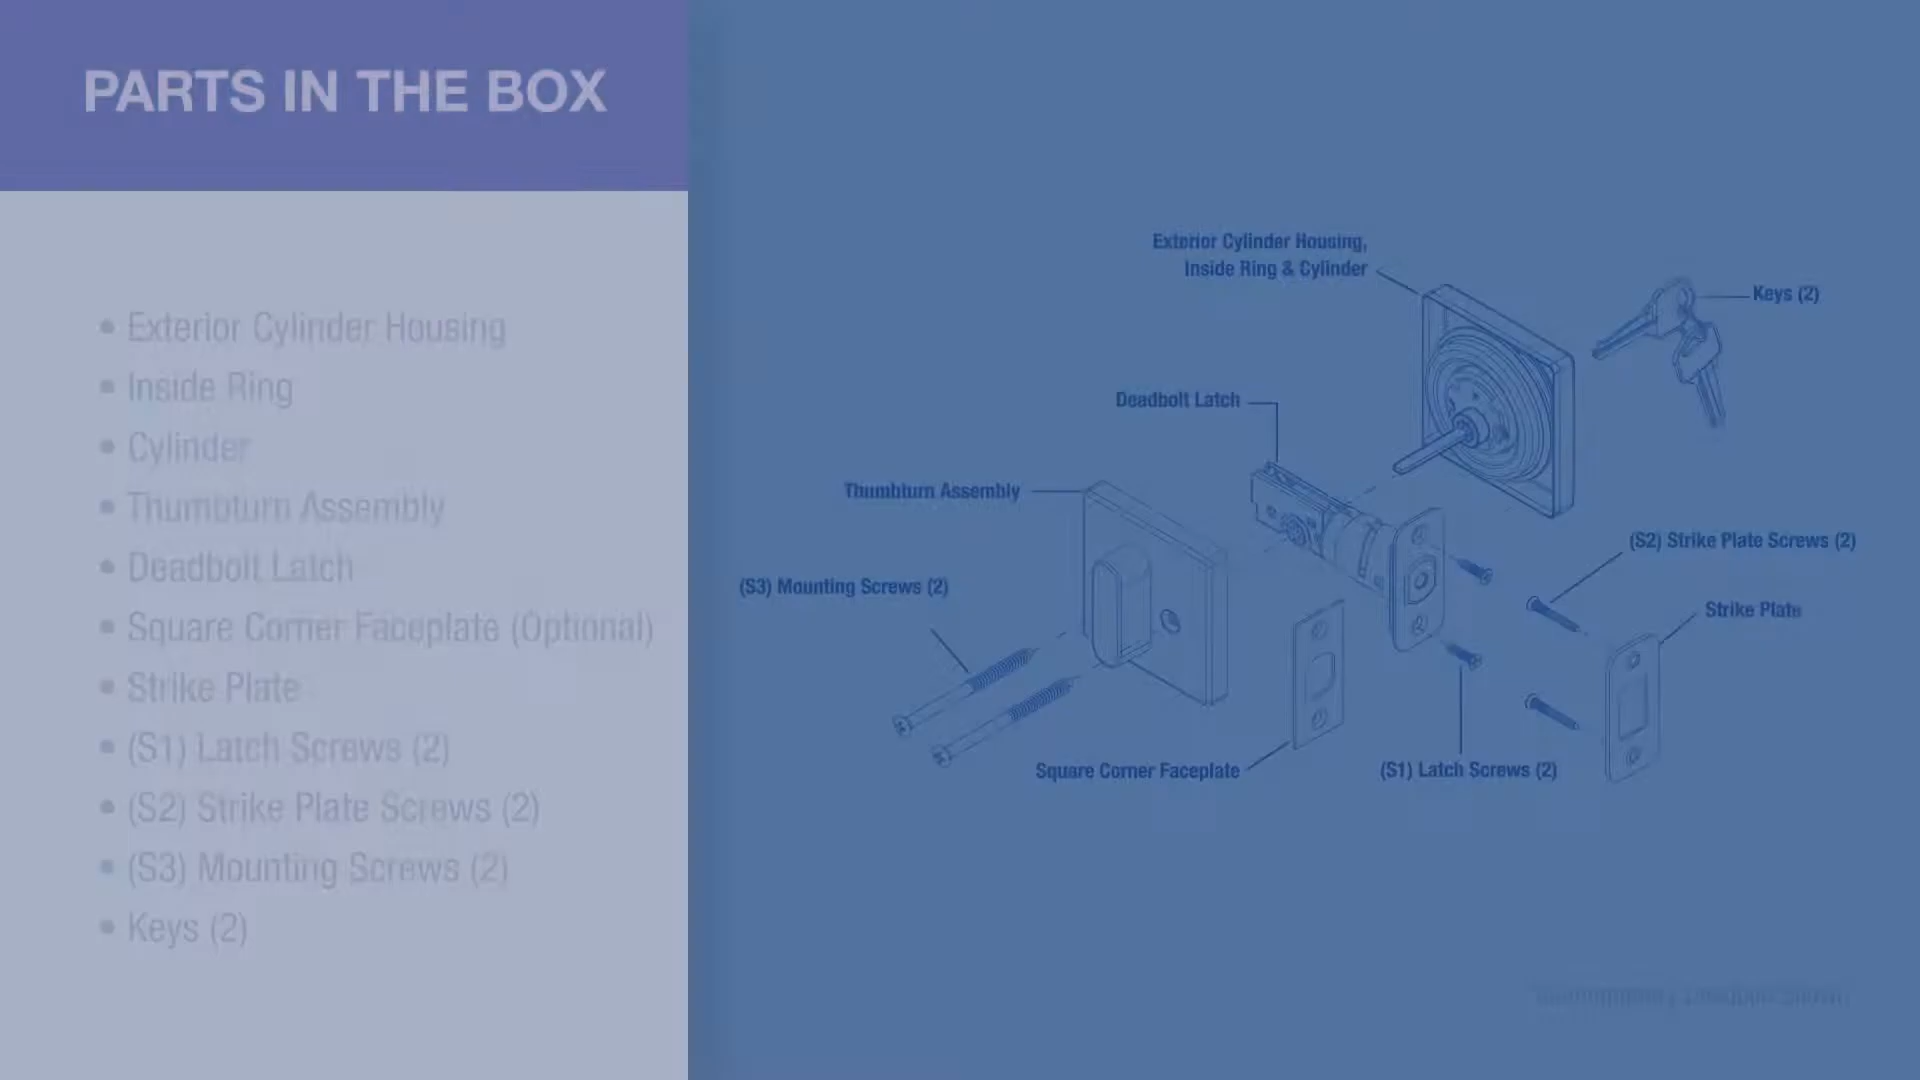 PARTS IN THE BOX
• Exterior Cylinder Housing
• Inside Ring
• Cylinder
• Thumbturn Assembly
• Deadbolt Latch
• Square Corner Faceplate (Optional)
• Strike Plate
• (S1) Latch Screws (2)
• (S2) Strike Plate Screws (2)
• (S3) Mounting Screws (2)
• Keys (2)
Exterior Cylinder Housing,
Inside Ring & Cylinder
Keys (2)
Deadbolt Latch
Thumbturn Assembly
(S2) Strike Plate Screws (2)
(S3) Mounting Screws (2)
Strike Plate
Square Corner Faceplate
(S1) Latch Screws (2)